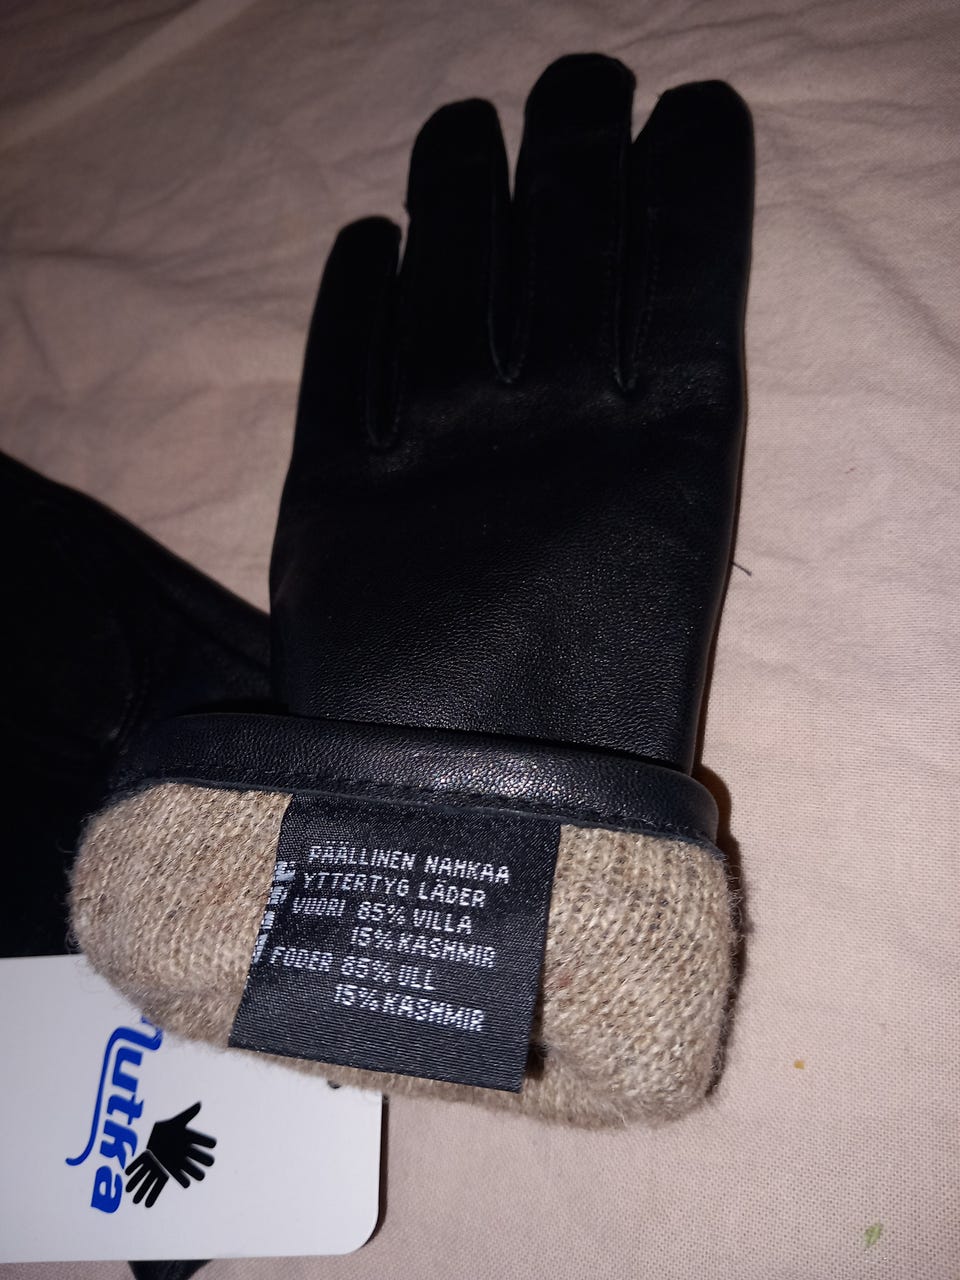 PÄÄLLINEN NAHKAA
YTTERTYG LÄDER
VUORI 85% VILLA
15% KASHMIR
FODER 85% ULL
15% KASHMIR